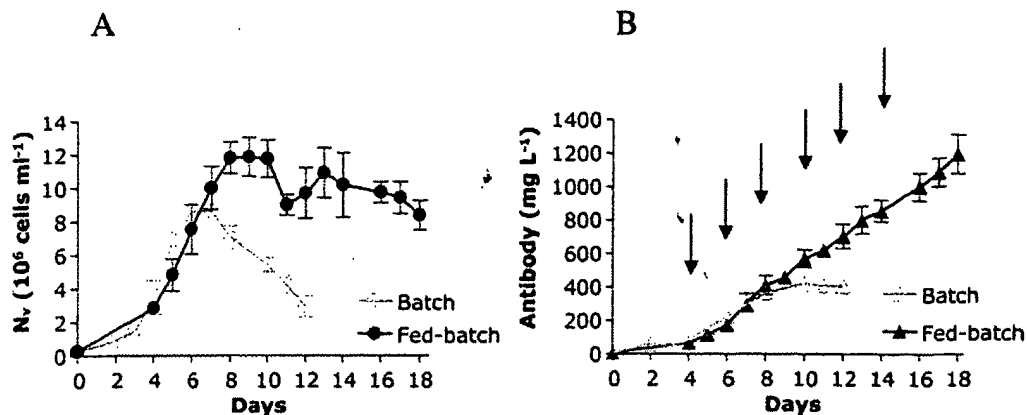 A
N_v (10⁶ cells ml⁻¹)
14
12
10
8
6
4
2
0
0 2 4 6 8 10 12 14 16 18
Days
Batch
Fed-batch
B
Antibody (mg L⁻¹)
1400
1200
1000
800
600
400
200
0
0 2 4 6 8 10 12 14 16 18
Days
Batch
Fed-batch